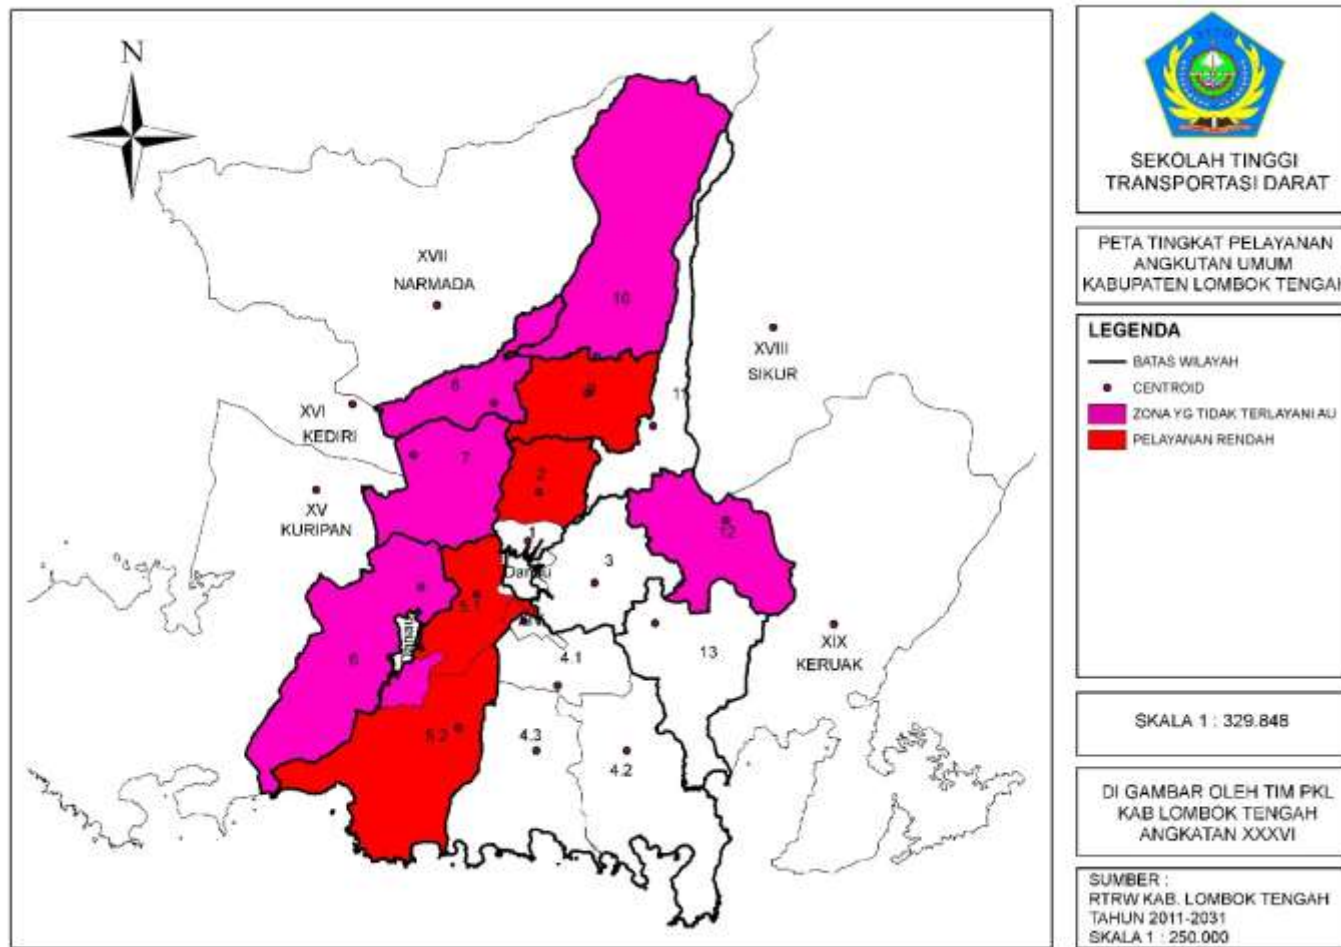 N
XVII
NARMADA
10
XVIII
SIKUR
8
9
11
XVI
KEDIRI
7
2
XV
KURIPAN
12
1
3
5.1
6
13
XIX
KERUAK
4.1
5.2
4.3
4.2
SEKOLAH TINGGI
TRANSPORTASI DARAT
PETA TINGKAT PELAYANAN
ANGKUTAN UMUM
KABUPATEN LOMBOK TENGAH
LEGENDA
BATAS WILAYAH
CENTROID
ZONA YG TIDAK TERLAYANI AU
PELAYANAN RENDAH
SKALA 1 : 329.848
DI GAMBAR OLEH TIM PKL
KAB LOMBOK TENGAH
ANGKATAN XXXVI
SUMBER :
RTRW KAB. LOMBOK TENGAH
TAHUN 2011-2031
SKALA 1 : 250.000